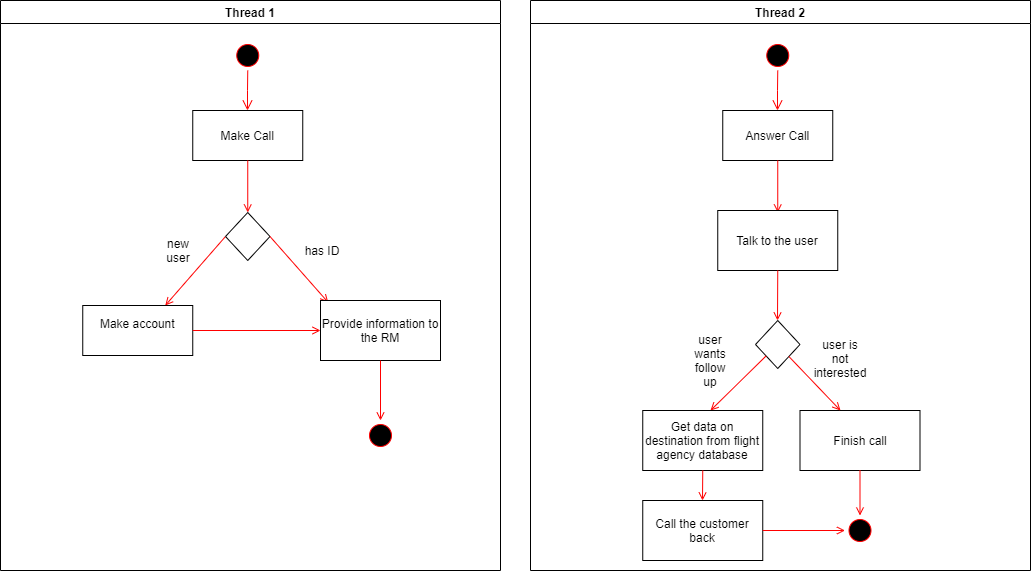 Thread 1
Make Call
new
user
has ID
Make account
Provide information to
the RM
Thread 2
Answer Call
Talk to the user
user
wants
follow
up
user is
not
interested
Get data on
destination from flight
agency database
Finish call
Call the customer
back